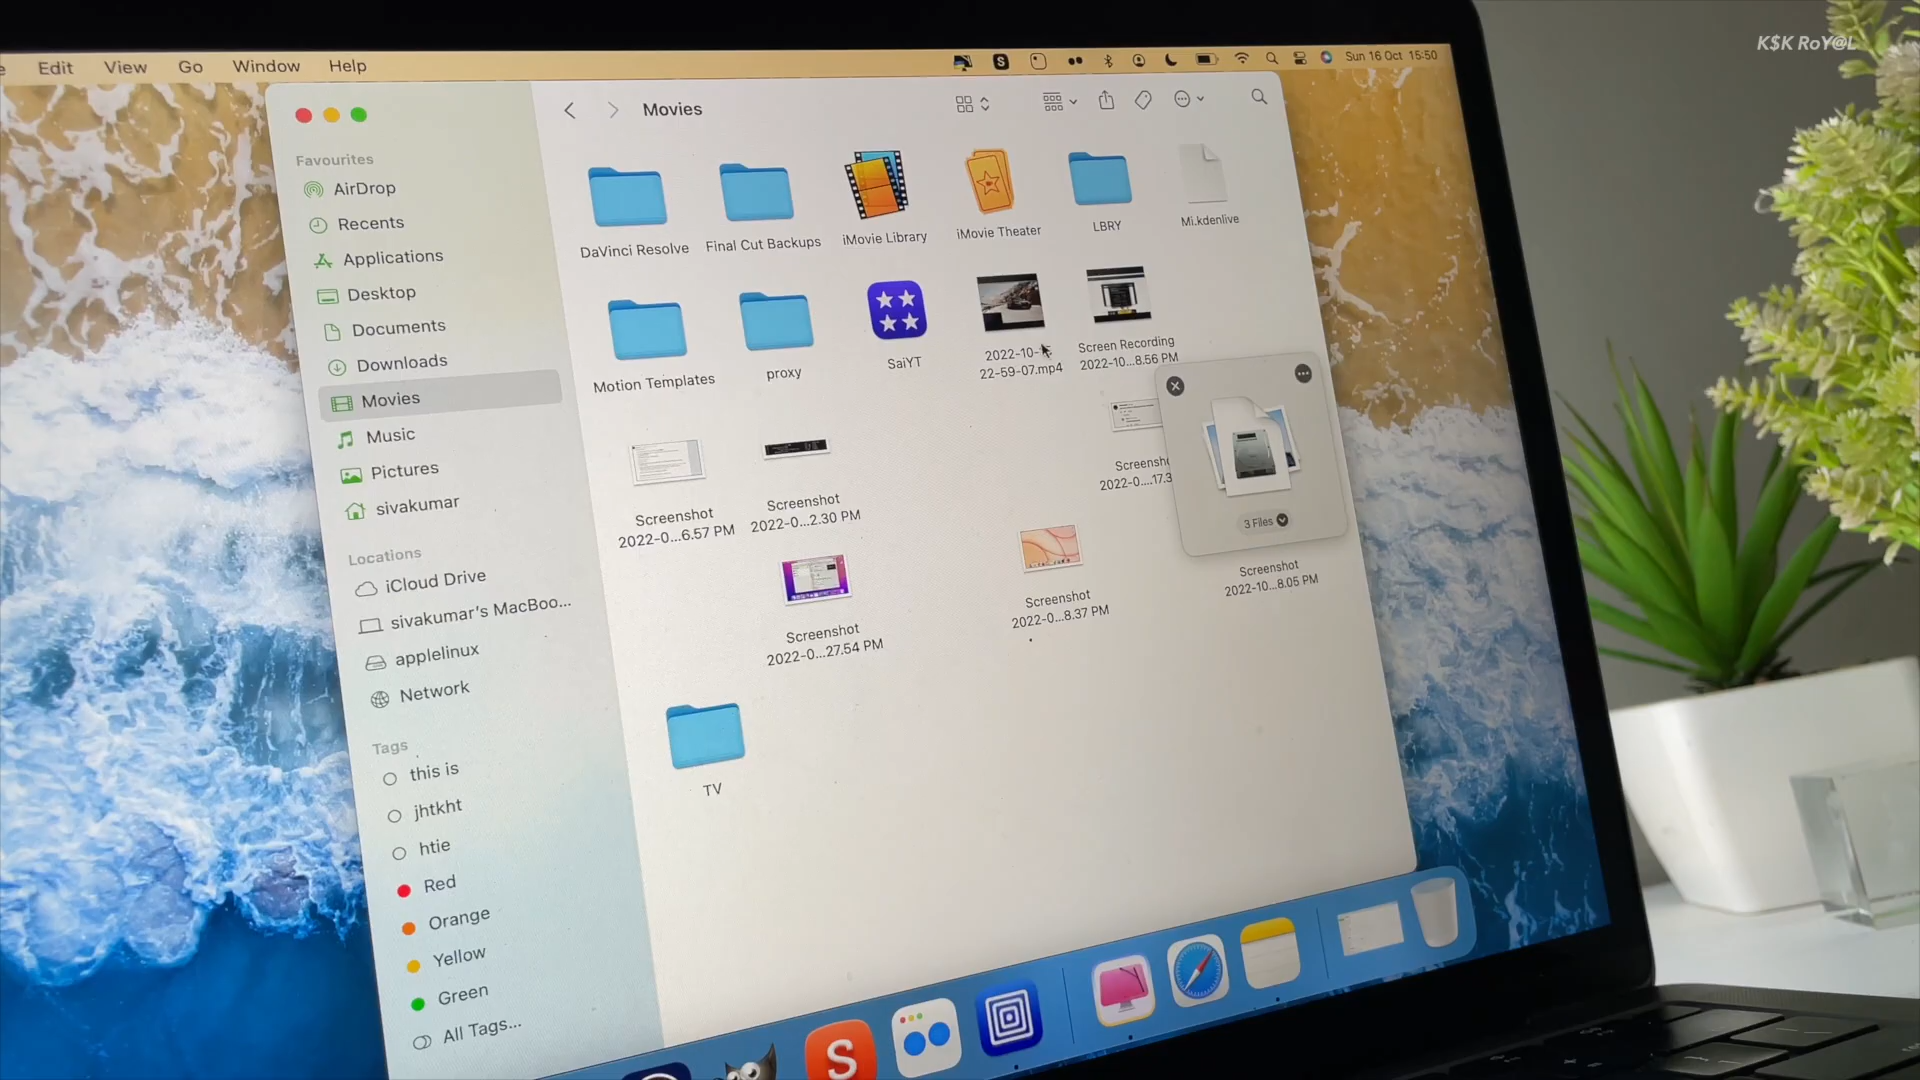 K$K RoY@L
Edit View Go Window Help
Sun 16 Oct 15:50
Movies
Favourites
AirDrop
Recents
Applications
Desktop
Documents
Downloads
Movies
Music
Pictures
sivakumar
Locations
iCloud Drive
sivakumar's MacBoo...
applelinux
Network
Tags
this is
jhtkht
htie
Red
Orange
Yellow
Green
All Tags...
DaVinci Resolve
Final Cut Backups
iMovie Library
iMovie Theater
LBRY
Mi.kdenlive
Motion Templates
proxy
SaiYT
2022-10-
22-59-07.mp4
Screen Recording
2022-10...8.56 PM
Screenshot
2022-0...6.57 PM
Screenshot
2022-0...2.30 PM
Screensh
2022-0....17.3
3 Files
Screenshot
2022-0...27.54 PM
Screenshot
2022-0...8.37 PM
Screenshot
2022-10...8.05 PM
TV
S